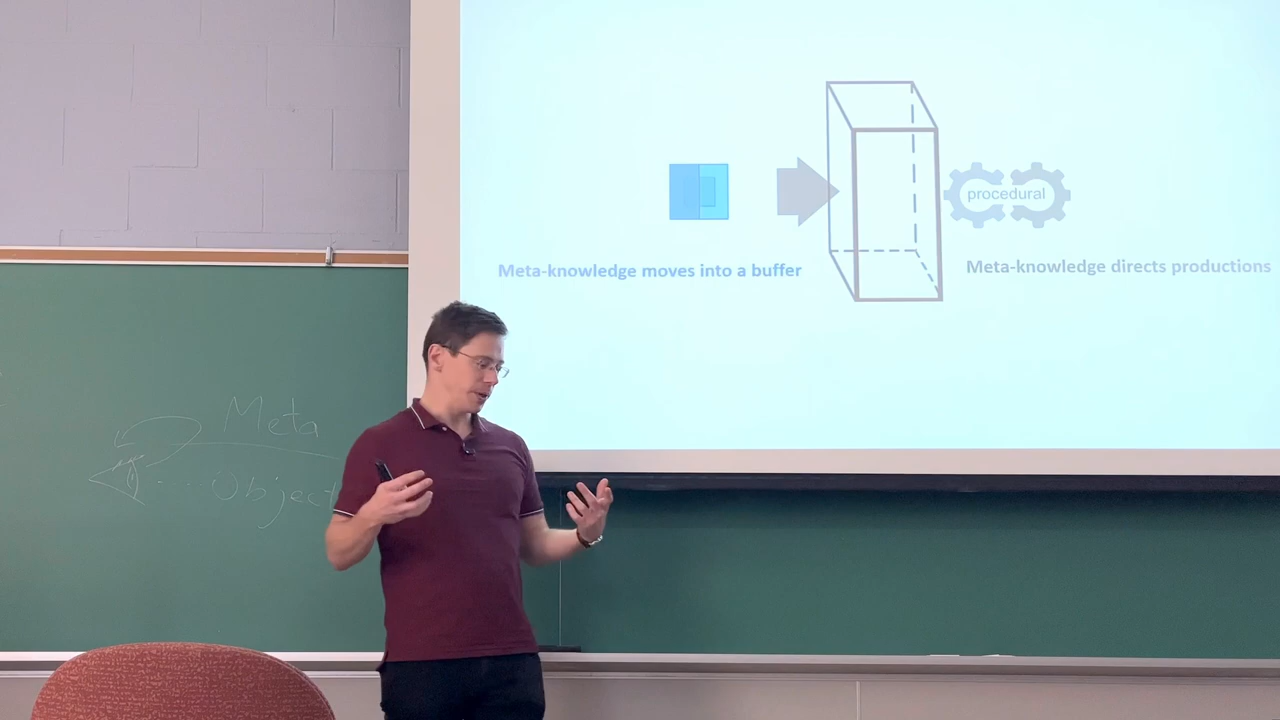 procedural
Meta-knowledge moves into a buffer
Meta-knowledge directs productions
Meta
Object